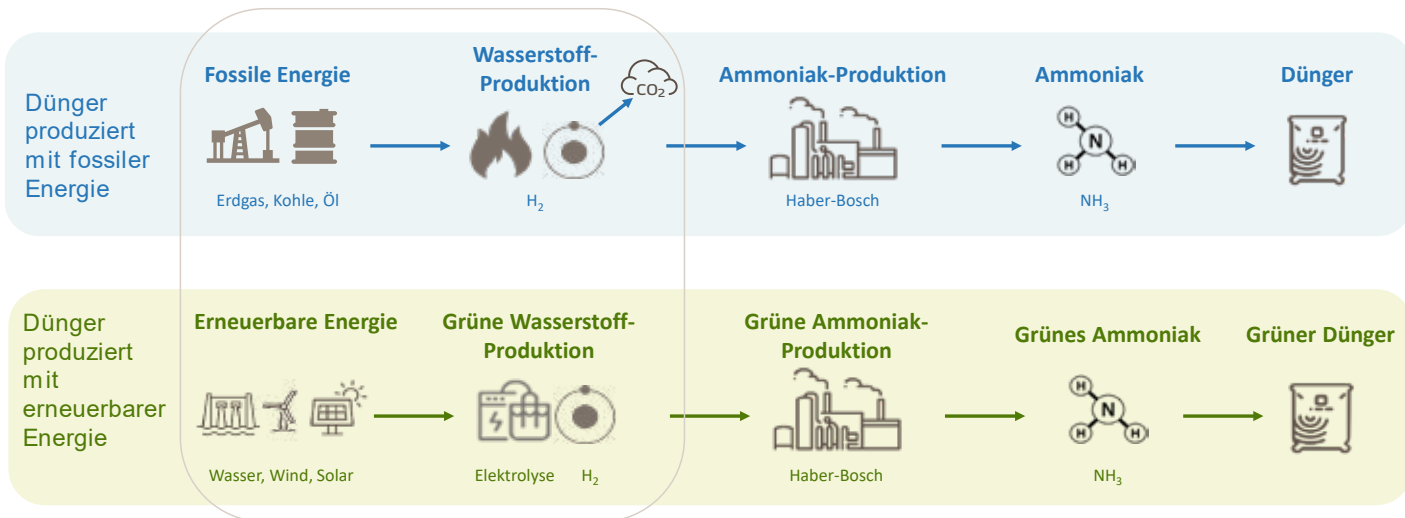 Dünger
produziert
mit fossiler
Energie
Fossile Energie
Erdgas, Kohle, Öl
Wasserstoff-
Produktion
CO₂
H₂
Ammoniak-Produktion
Haber-Bosch
Ammoniak
H
N
H
H
NH₃
Dünger
Dünger
produziert
mit
erneuerbarer
Energie
Erneuerbare Energie
Wasser, Wind, Solar
Grüne Wasserstoff-
Produktion
Elektrolyse H₂
Grüne Ammoniak-
Produktion
Haber-Bosch
Grünes Ammoniak
H
N
H
H
NH₃
Grüner Dünger